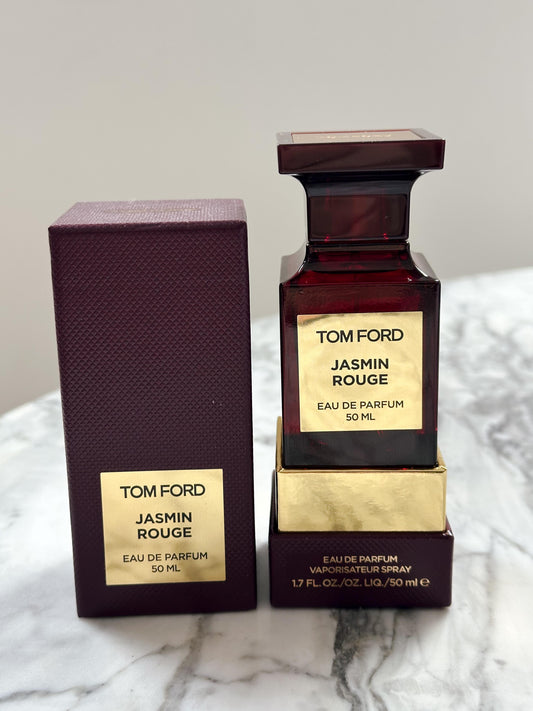 TOM FORD
JASMIN
ROUGE
EAU DE PARFUM
50 ML
TOM FORD
JASMIN
ROUGE
EAU DE PARFUM
50 ML
EAU DE PARFUM
VAPORISATEUR SPRAY
1.7 FL. OZ./OZ. LIQ./50 ml ℮